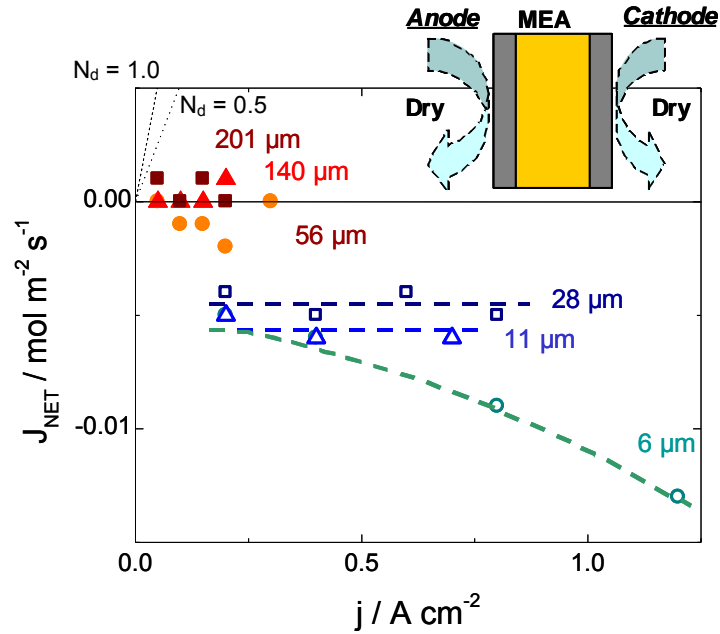 Anode MEA Cathode
N_d = 1.0
N_d = 0.5
Dry Dry
201 µm
140 µm
0.00
56 µm
28 µm
11 µm
-0.01
6 µm
J_NET / mol m⁻² s⁻¹
0.0 0.5 1.0
j / A cm⁻²